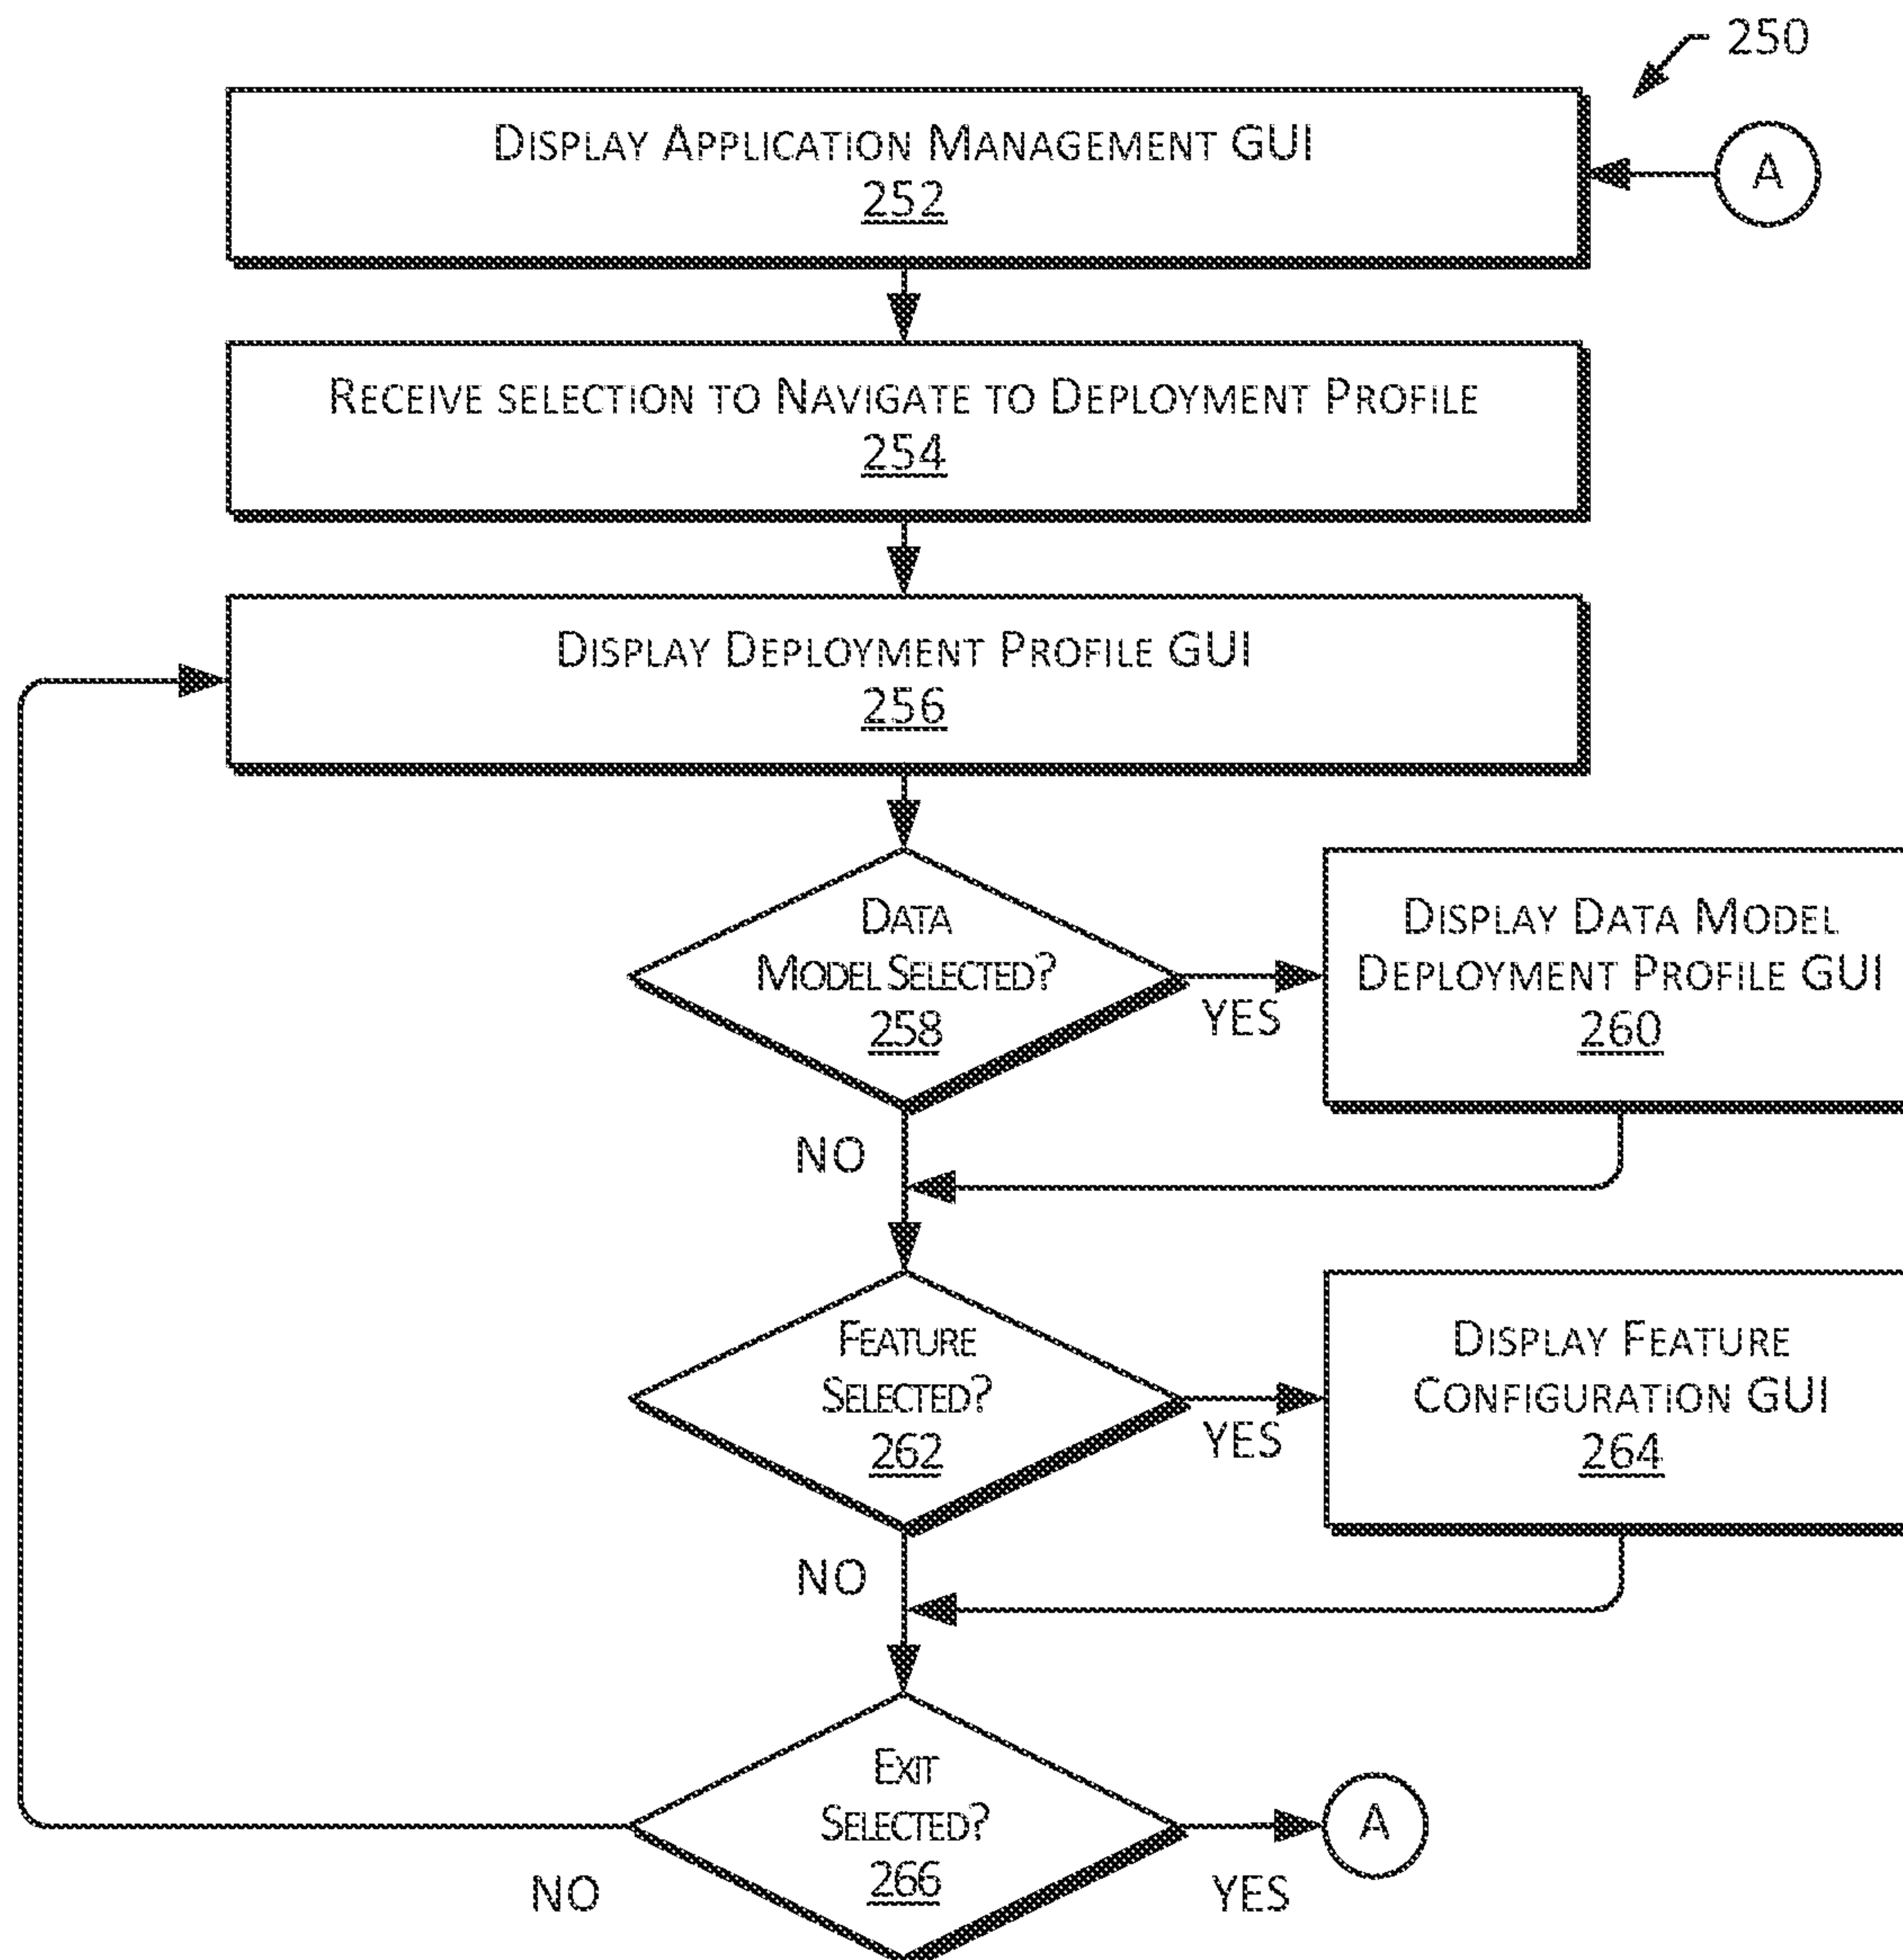 250
DISPLAY APPLICATION MANAGEMENT GUI
252
A
RECEIVE SELECTION TO NAVIGATE TO DEPLOYMENT PROFILE
254
DISPLAY DEPLOYMENT PROFILE GUI
256
DATA
MODEL SELECTED?
258
YES
DISPLAY DATA MODEL
DEPLOYMENT PROFILE GUI
260
NO
FEATURE
SELECTED?
262
YES
DISPLAY FEATURE
CONFIGURATION GUI
264
NO
EXIT
SELECTED?
266
NO
YES
A